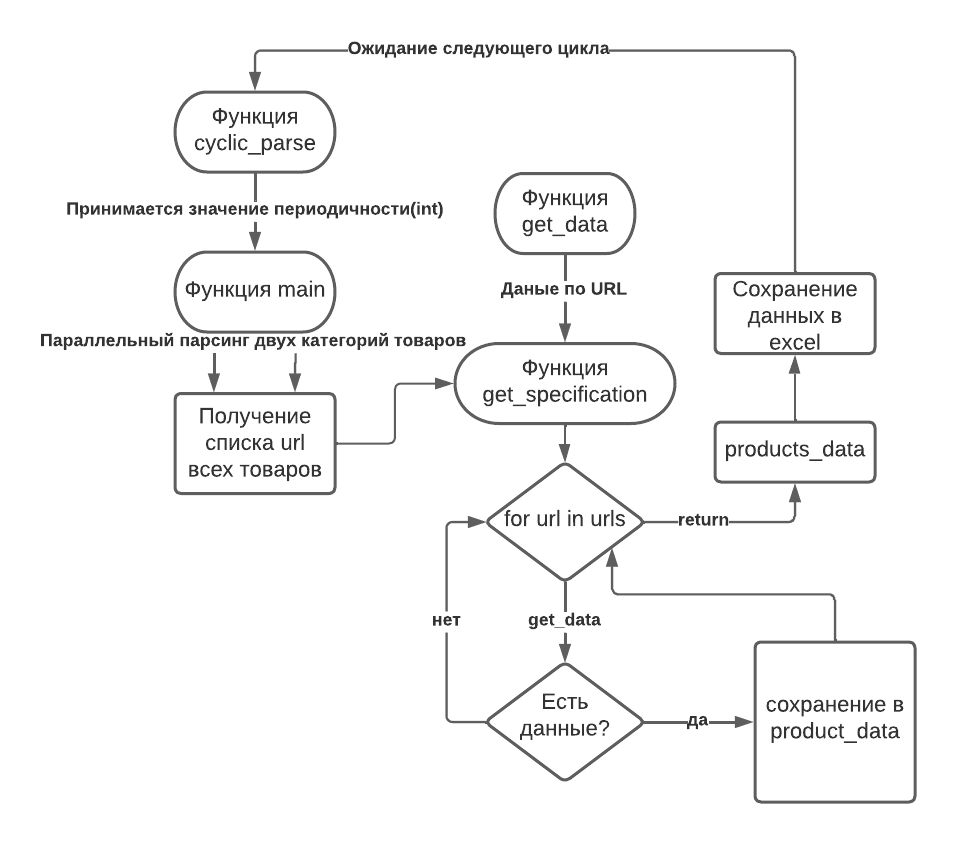 Ожидание следующего цикла
Функция
cyclic_parse
Принимается значение периодичности(int)
Функция
get_data
Функция main
Даные по URL
Сохранение
данных в
excel
Параллельный парсинг двух категорий товаров
Функция
get_specification
Получение
списка url
всех товаров
products_data
for url in urls
return
нет
get_data
Есть
данные?
да
сохранение в
product_data